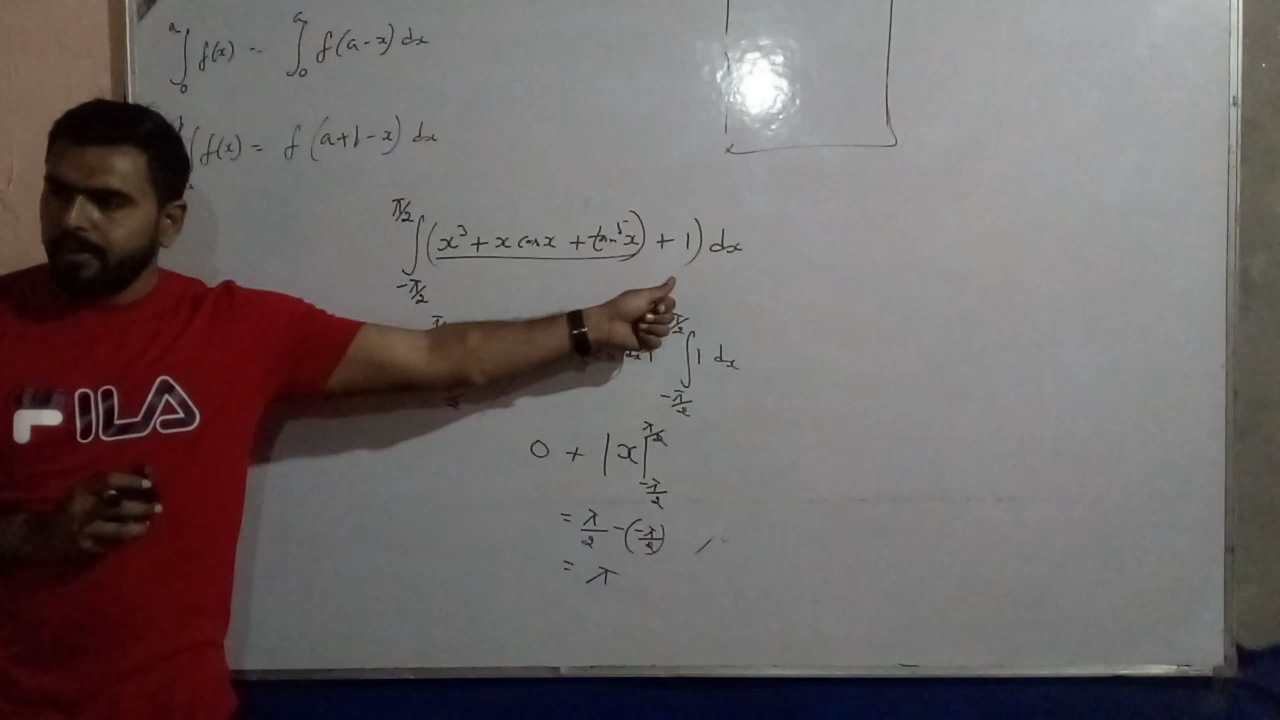 ∫₀ᵃ f(x) = ∫₀ᵃ f(a-x) dx
∫ f(x) = f(a+b-x) dx
π/2 ∫ -π/2 (x³ + x cos x + tan⁵x) + 1) dx
π/2 ∫ -π/2 1 dx
0 + |x| π/2 -π/2
= π/2 - (-π/2)
= π
FILA